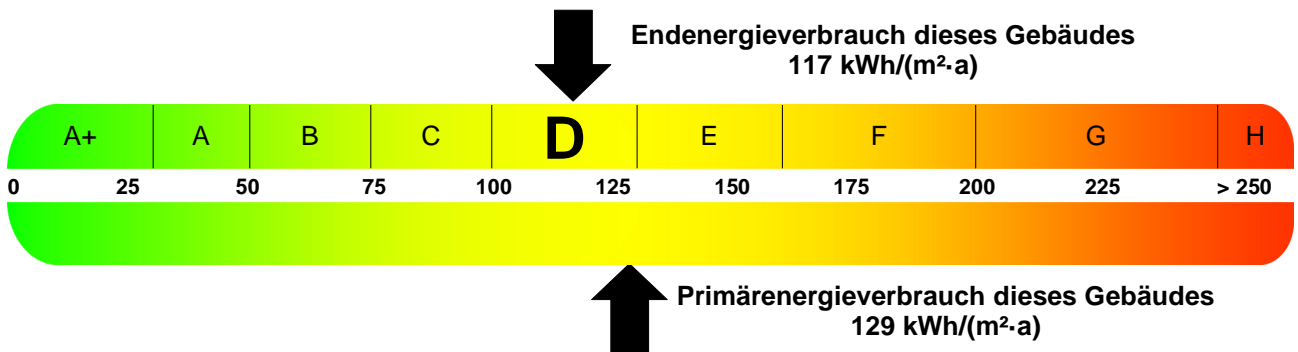 Endenergieverbrauch dieses Gebäudes
117 kWh/(m²·a)
A+ A B C D E F G H
0 25 50 75 100 125 150 175 200 225 > 250
Primärenergieverbrauch dieses Gebäudes
129 kWh/(m²·a)